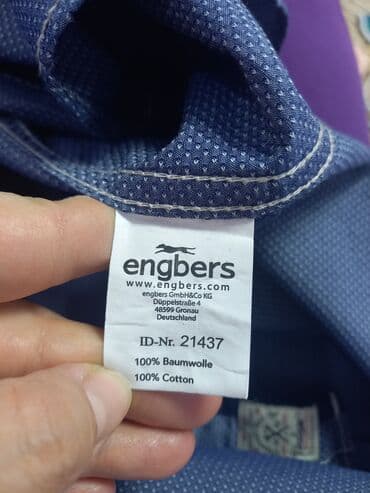 engbers
www.engbers.com
engbers GmbH&Co KG
Düppelstraße 4
48599 Gronau
Deutschland
ID-Nr. 21437
100% Baumwolle
100% Cotton